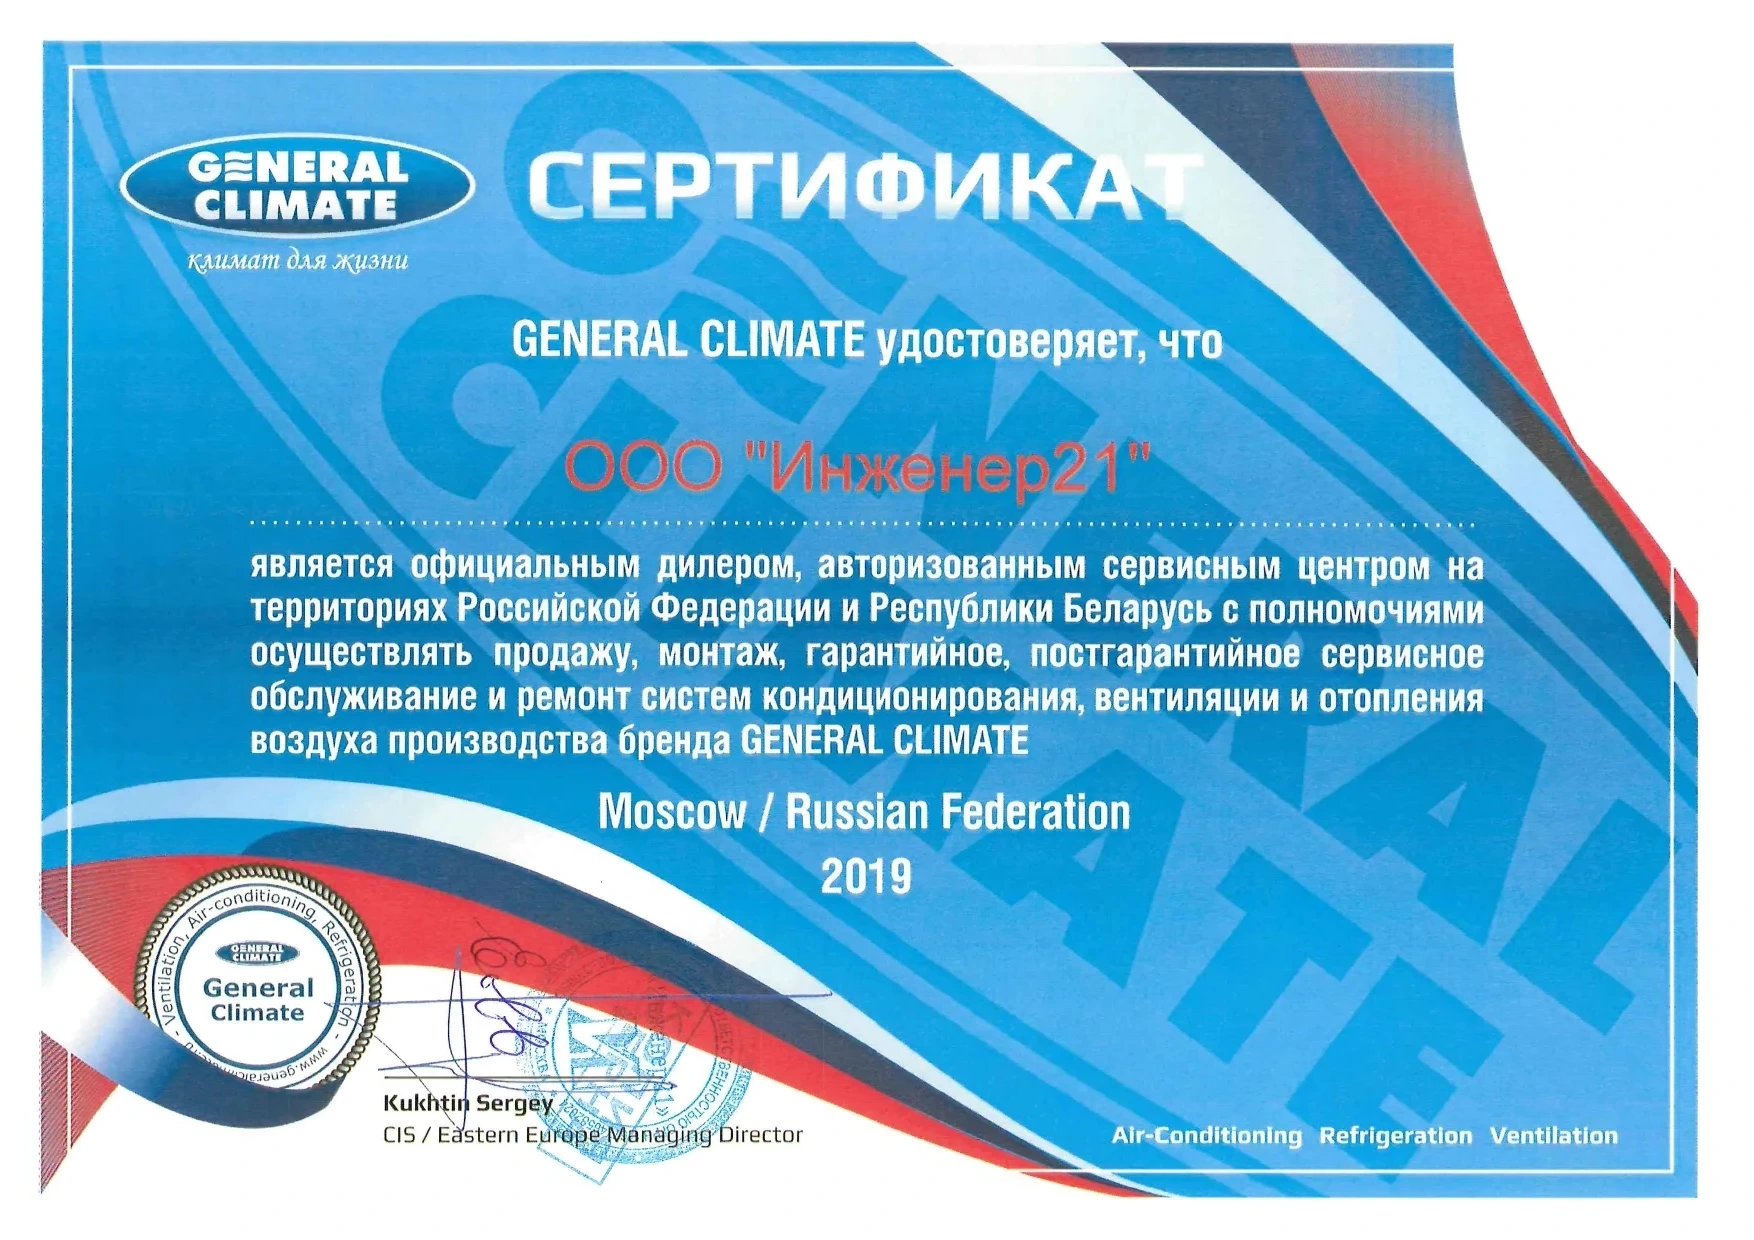 GENERAL
CLIMATE
климат для жизни
СЕРТИФИКАТ
GENERAL CLIMATE удостоверяет, что
ООО "Инженер21"
является официальным дилером, авторизованным сервисным центром на
территориях Российской Федерации и Республики Беларусь с полномочиями
осуществлять продажу, монтаж, гарантийное, постгарантийное сервисное
обслуживание и ремонт систем кондиционирования, вентиляции и отопления
воздуха производства бренда GENERAL CLIMATE
Moscow / Russian Federation
2019
- Ventilation, Air-conditioning, Refrigeration -
GENERAL
CLIMATE
General
Climate
Kukhtin Sergey
CIS / Eastern Europe Managing Director
Air-Conditioning Refrigeration Ventilation
GENERAL
CLIMATE